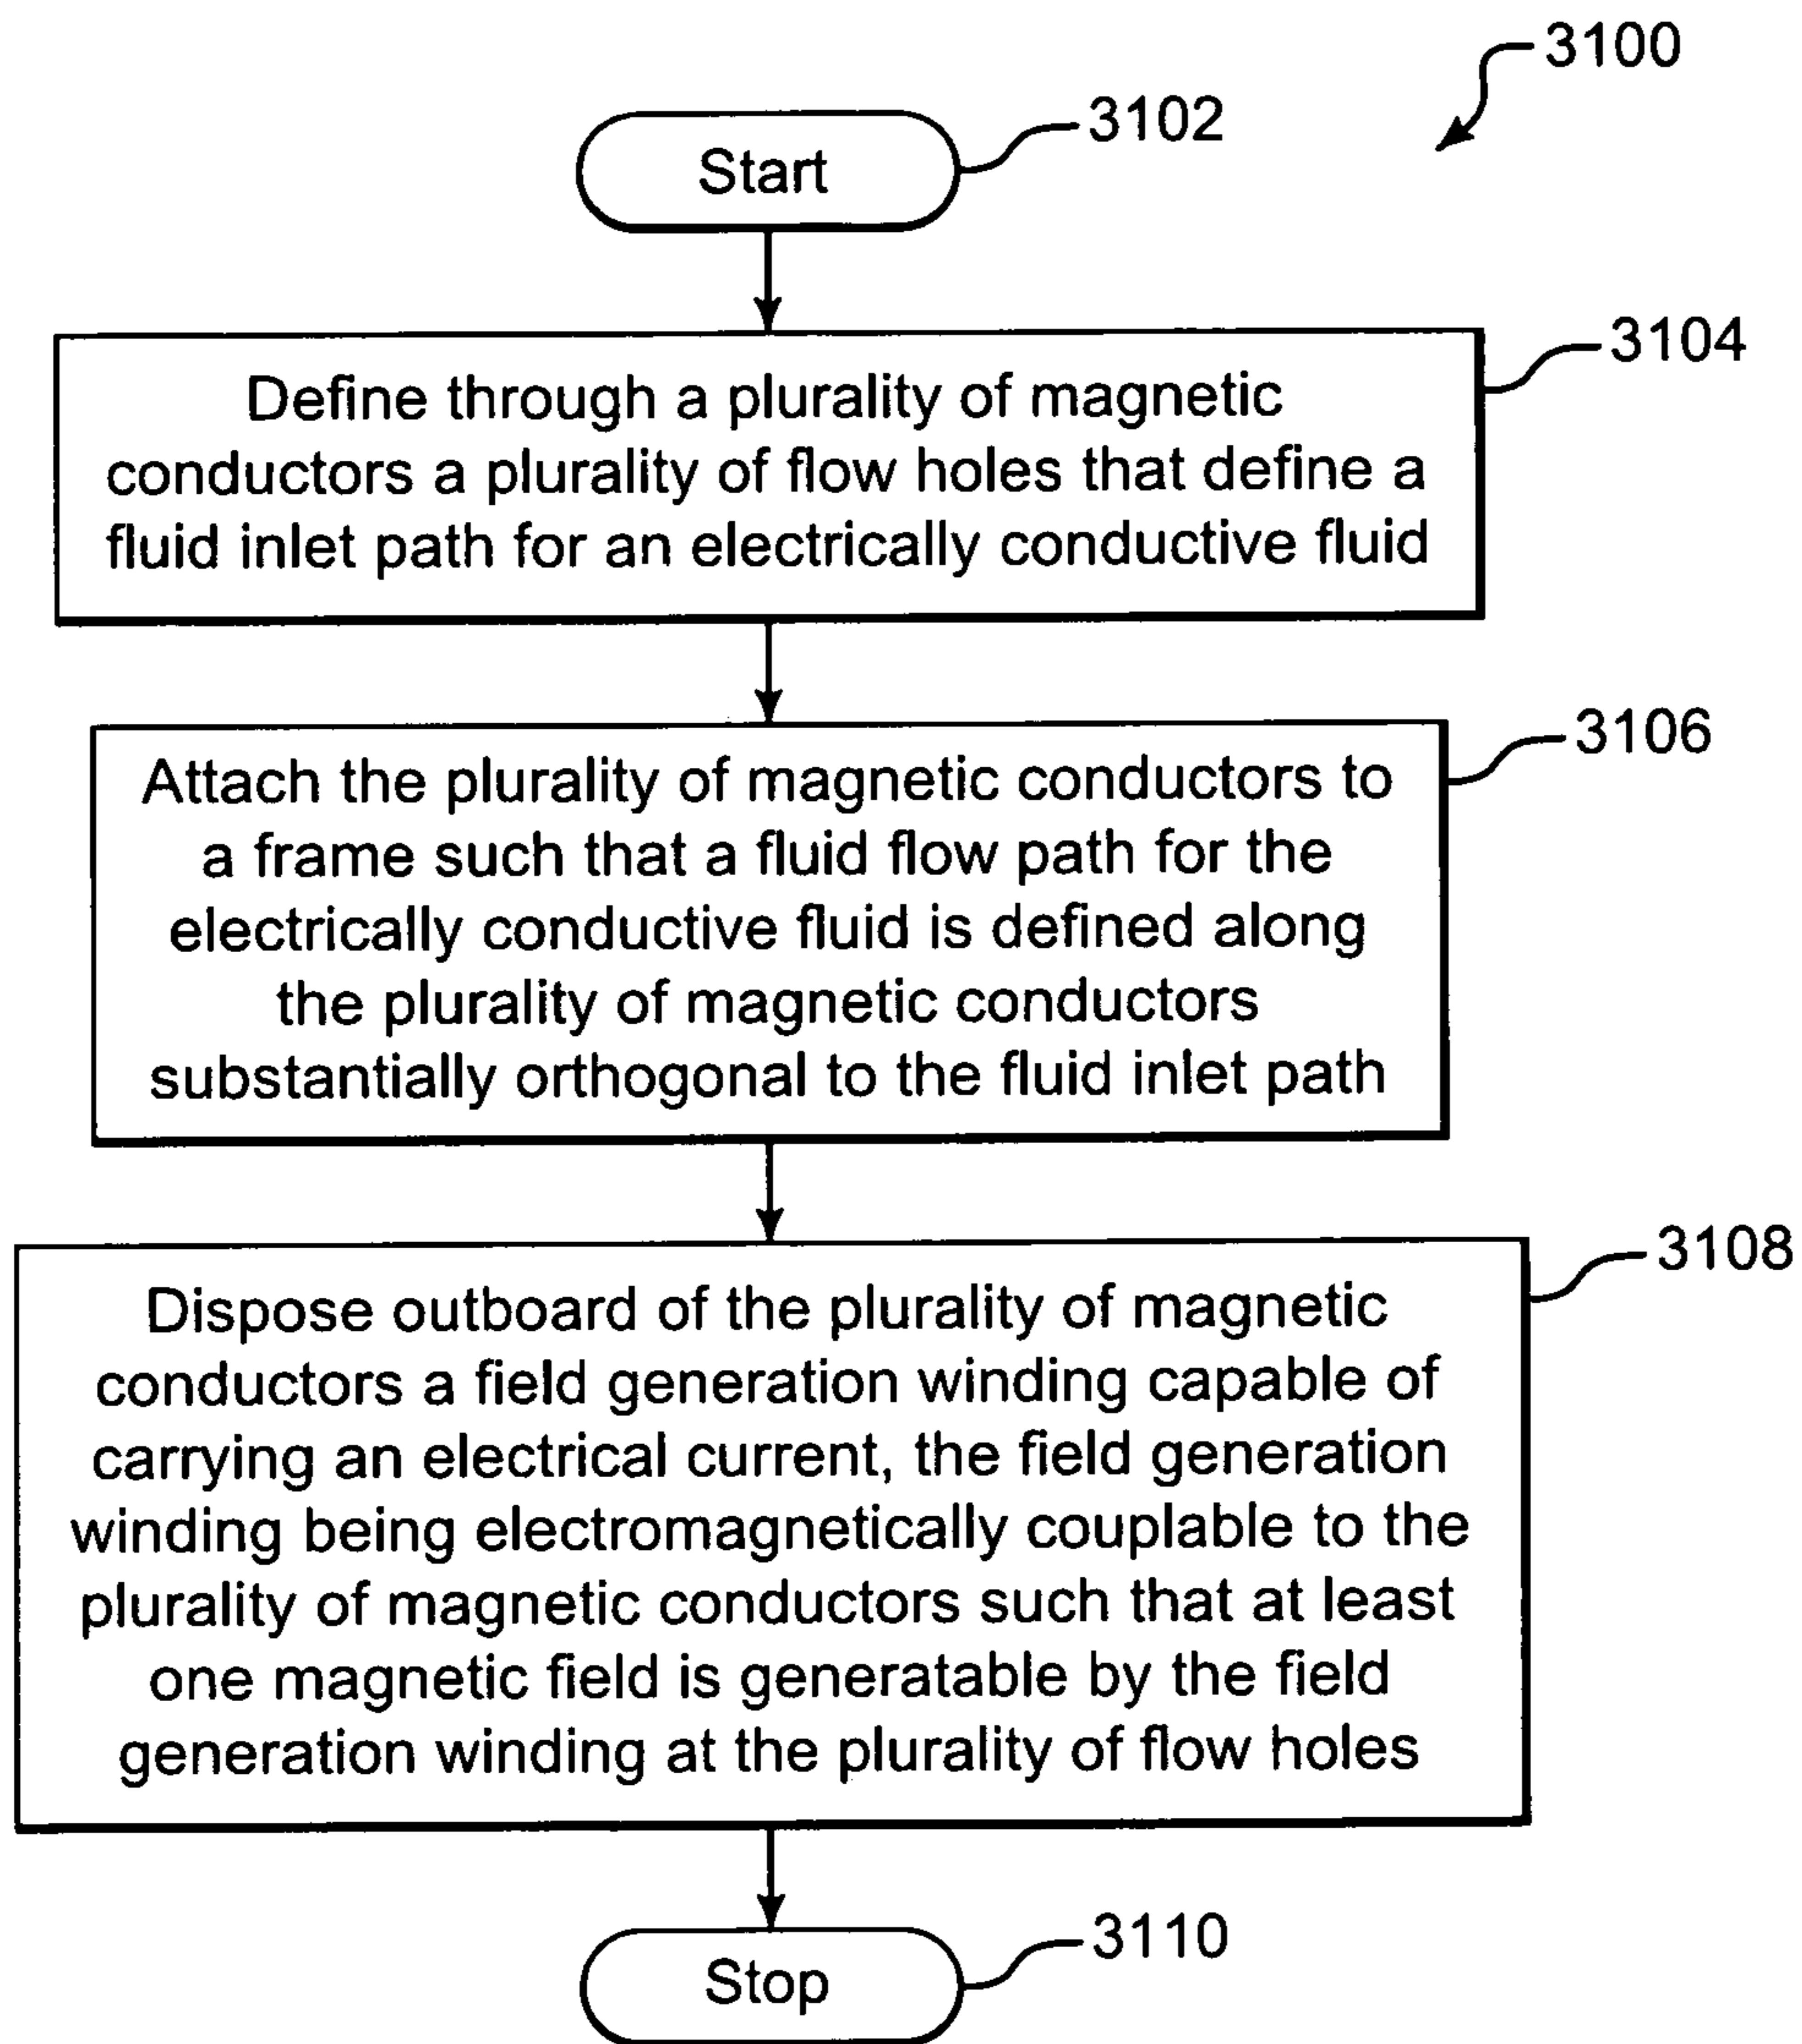 3100
3102
Start
3104
Define through a plurality of magnetic
conductors a plurality of flow holes that define a
fluid inlet path for an electrically conductive fluid
3106
Attach the plurality of magnetic conductors to
a frame such that a fluid flow path for the
electrically conductive fluid is defined along
the plurality of magnetic conductors
substantially orthogonal to the fluid inlet path
3108
Dispose outboard of the plurality of magnetic
conductors a field generation winding capable of
carrying an electrical current, the field generation
winding being electromagnetically couplable to the
plurality of magnetic conductors such that at least
one magnetic field is generatable by the field
generation winding at the plurality of flow holes
3110
Stop